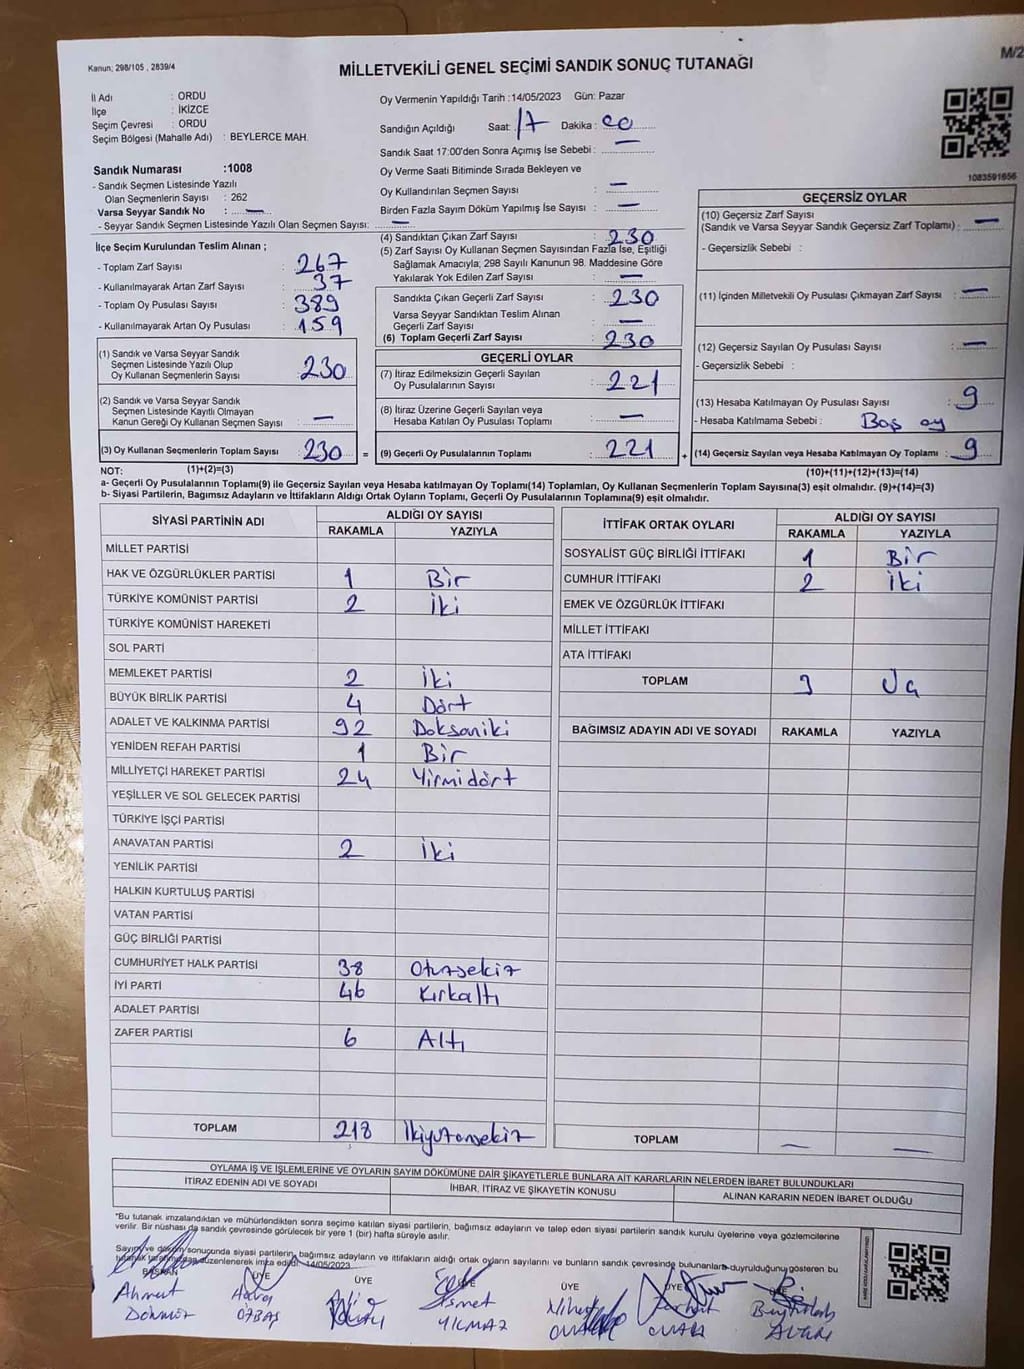 Kanun; 298/105 , 2839/4
M/2
MİLLETVEKİLİ GENEL SEÇİMİ SANDIK SONUÇ TUTANAĞI
İl Adı : ORDU
İlçe : İKİZCE
Seçim Çevresi : ORDU
Seçim Bölgesi (Mahalle Adı) : BEYLERCE MAH.
Sandık Numarası :1008
- Sandık Seçmen Listesinde Yazılı
Olan Seçmenlerin Sayısı : 262
Varsa Seyyar Sandık No : —
- Seyyar Sandık Seçmen Listesinde Yazılı Olan Seçmen Sayısı: —
Oy Vermenin Yapıldığı Tarih :14/05/2023 Gün: Pazar
Sandığın Açıldığı Saat: 17 Dakika : 00
Sandık Saat 17:00'den Sonra Açımış İse Sebebi : —
Oy Verme Saati Bitiminde Sırada Bekleyen ve
Oy Kullandırılan Seçmen Sayısı : —
Birden Fazla Sayım Döküm Yapılmış İse Sayısı : —
1083591656
İlçe Seçim Kurulundan Teslim Alınan ;
- Toplam Zarf Sayısı : 267
- Kullanılmayarak Artan Zarf Sayısı : 37
- Toplam Oy Pusulası Sayısı : 389
- Kullanılmayarak Artan Oy Pusulası : 159
(1) Sandık ve Varsa Seyyar Sandık
Seçmen Listesinde Yazılı Olup
Oy Kullanan Seçmenlerin Sayısı : 230
(2) Sandık ve Varsa Seyyar Sandık
Seçmen Listesinde Kayıtlı Olmayan
Kanun Gereği Oy Kullanan Seçmen Sayısı : —
(3) Oy Kullanan Seçmenlerin Toplam Sayısı : 230 =
(4) Sandıktan Çıkan Zarf Sayısı : 230
(5) Zarf Sayısı Oy Kullanan Seçmen Sayısından Fazla İse, Eşitliği
Sağlamak Amacıyla, 298 Sayılı Kanunun 98. Maddesine Göre
Yakılarak Yok Edilen Zarf Sayısı : —
Sandıkta Çıkan Geçerli Zarf Sayısı : 230
Varsa Seyyar Sandıktan Teslim Alınan
Geçerli Zarf Sayısı : —
(6) Toplam Geçerli Zarf Sayısı : 230
GEÇERLİ OYLAR
(7) İtiraz Edilmeksizin Geçerli Sayılan
Oy Pusulalarının Sayısı : 221
(8) İtiraz Üzerine Geçerli Sayılan veya
Hesaba Katılan Oy Pusulası Toplamı : —
(9) Geçerli Oy Pusulalarının Toplamı : 221 +
GEÇERSİZ OYLAR
(10) Geçersiz Zarf Sayısı
(Sandık ve Varsa Seyyar Sandık Geçersiz Zarf Toplamı) : —
- Geçersizlik Sebebi :
(11) İçinden Milletvekili Oy Pusulası Çıkmayan Zarf Sayısı : —
(12) Geçersiz Sayılan Oy Pusulası Sayısı : —
- Geçersizlik Sebebi :
(13) Hesaba Katılmayan Oy Pusulası Sayısı : 9
- Hesaba Katılmama Sebebi : Boş oy
(14) Geçersiz Sayılan veya Hesaba Katılmayan Oy Toplamı : 9
NOT: (1)+(2)=(3) (10)+(11)+(12)+(13)=(14)
a- Geçerli Oy Pusulalarının Toplamı(9) ile Geçersiz Sayılan veya Hesaba katılmayan Oy Toplamı(14) Toplamları, Oy Kullanan Seçmenlerin Toplam Sayısına(3) eşit olmalıdır. (9)+(14)=(3)
b- Siyasi Partilerin, Bağımsız Adayların ve İttifakların Aldığı Ortak Oyların Toplamı, Geçerli Oy Pusulalarının Toplamına(9) eşit olmalıdır.
SİYASİ PARTİNİN ADI ALDIĞI OY SAYISI
RAKAMLA YAZIYLA
MİLLET PARTİSİ
HAK VE ÖZGÜRLÜKLER PARTİSİ 1 Bir
TÜRKİYE KOMÜNİST PARTİSİ 2 İki
TÜRKİYE KOMÜNİST HAREKETİ
SOL PARTİ
MEMLEKET PARTİSİ 2 İki
BÜYÜK BİRLİK PARTİSİ 4 Dört
ADALET VE KALKINMA PARTİSİ 92 Doksaniki
YENİDEN REFAH PARTİSİ 1 Bir
MİLLİYETÇİ HAREKET PARTİSİ 24 Yirmidört
YEŞİLLER VE SOL GELECEK PARTİSİ
TÜRKİYE İŞÇİ PARTİSİ
ANAVATAN PARTİSİ 2 İki
YENİLİK PARTİSİ
HALKIN KURTULUŞ PARTİSİ
VATAN PARTİSİ
GÜÇ BİRLİĞİ PARTİSİ
CUMHURİYET HALK PARTİSİ 38 Otuzsekiz
İYİ PARTİ 46 Kırkaltı
ADALET PARTİSİ
ZAFER PARTİSİ 6 Altı
TOPLAM 218 İkiyüzonsekiz
İTTİFAK ORTAK OYLARI ALDIĞI OY SAYISI
RAKAMLA YAZIYLA
SOSYALİST GÜÇ BİRLİĞİ İTTİFAKI 1 Bir
CUMHUR İTTİFAKI 2 İki
EMEK VE ÖZGÜRLÜK İTTİFAKI
MİLLET İTTİFAKI
ATA İTTİFAKI
TOPLAM 3 Üç
BAĞIMSIZ ADAYIN ADI VE SOYADI RAKAMLA YAZIYLA
TOPLAM — —
OYLAMA İŞ VE İŞLEMLERİNE VE OYLARIN SAYIM DÖKÜMÜNE DAİR ŞİKAYETLERLE BUNLARA AİT KARARLARIN NELERDEN İBARET BULUNDUKLARI
İTİRAZ EDENİN ADI VE SOYADI İHBAR, İTİRAZ VE ŞİKAYETİN KONUSU ALINAN KARARIN NEDEN İBARET OLDUĞU
"Bu tutanak imzalandıktan ve mühürlendikten sonra seçime katılan siyasi partilerin, bağımsız adayların ve talep eden siyasi partilerin sandık kurulu üyelerine veya gözlemcilerine
verilir. Bir nüshası da sandık çevresinde görülecek bir yere 1 (bir) hafta süreyle asılır.
Sayım ve döküm sonucunda siyasi partilerin, bağımsız adayların ve ittifakların aldığı ortak oyların sayılarını ve bunların sandık çevresinde bulunanlara duyurulduğunu gösteren bu
tutanak tarafımızdan düzenlenerek imza edildi. 14/05/2023
BAŞKAN ÜYE ÜYE ÜYE ÜYE
Ahmet İsmet Nihat
Dönmez ÖZBAŞ YILMAZ